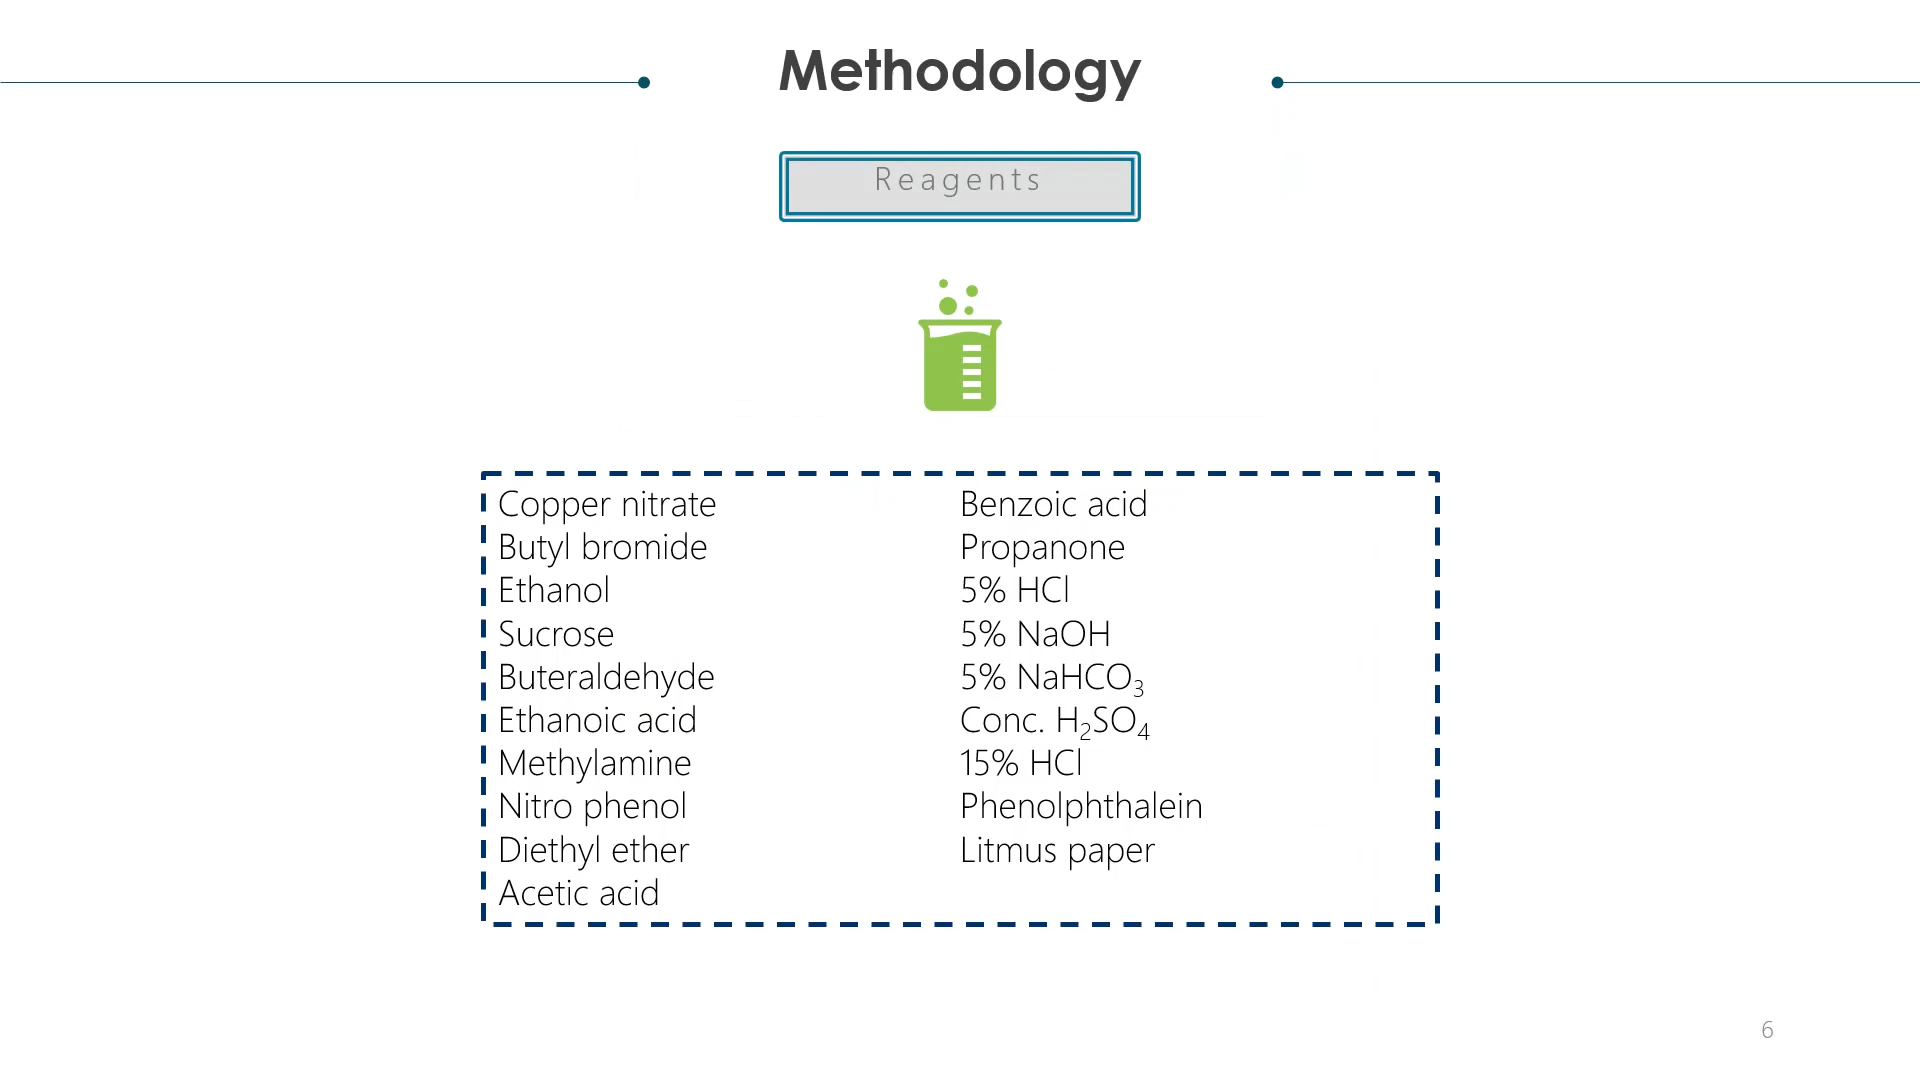 Methodology
Reagents
Copper nitrate
Butyl bromide
Ethanol
Sucrose
Buteraldehyde
Ethanoic acid
Methylamine
Nitro phenol
Diethyl ether
Acetic acid
Benzoic acid
Propanone
5% HCl
5% NaOH
5% NaHCO₃
Conc. H₂SO₄
15% HCl
Phenolphthalein
Litmus paper
6